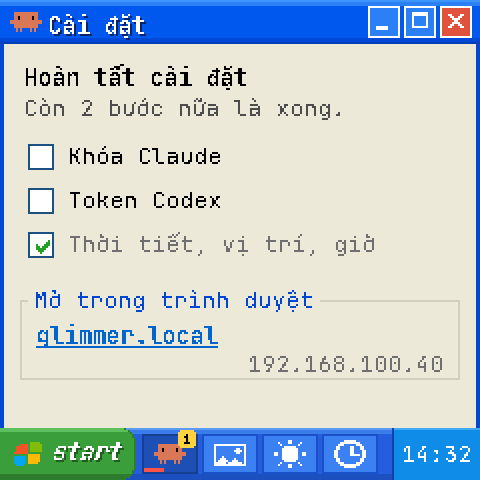 Cài đặt
Hoàn tất cài đặt
Còn 2 bước nữa là xong.
Khóa Claude
Token Codex
Thời tiết, vị trí, giờ
Mở trong trình duyệt
glimmer.local
192.168.100.40
start
1
14:32